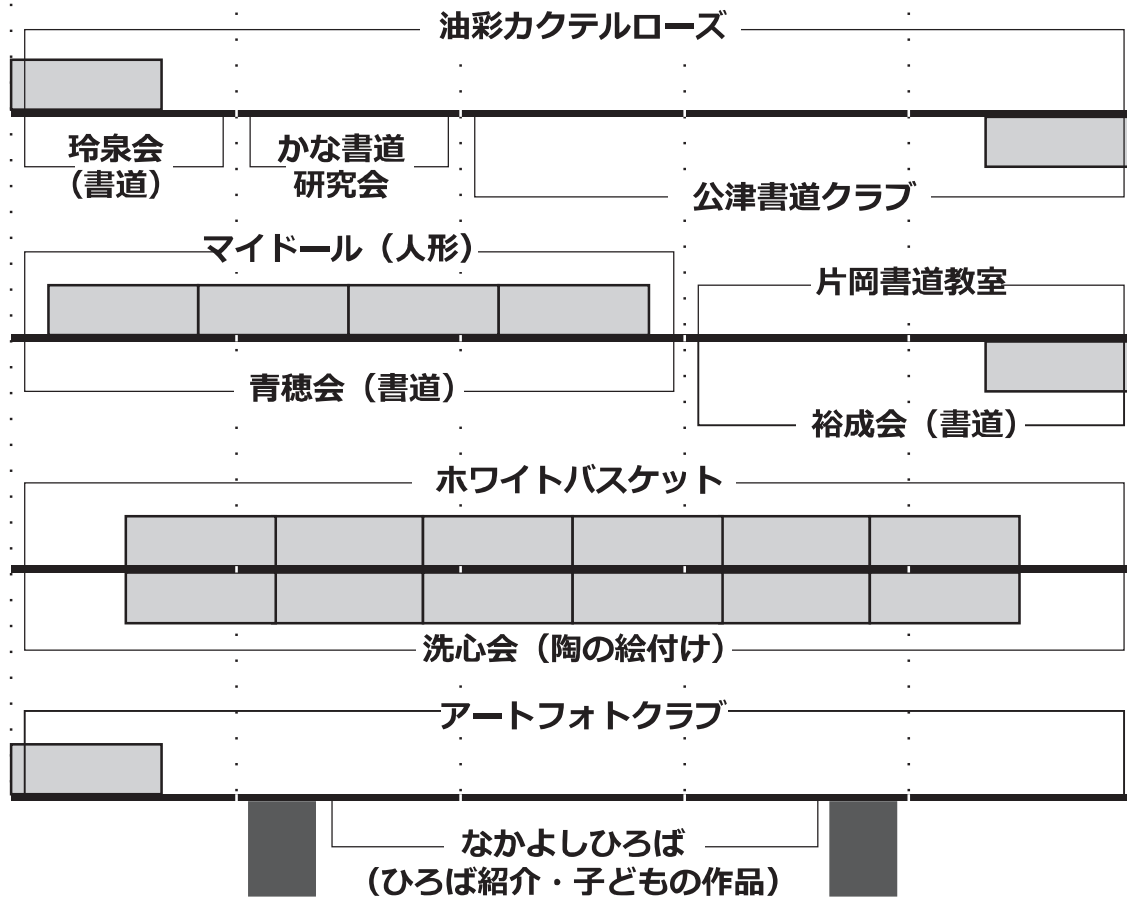 油彩カクテルローズ
玲泉会
（書道）
かな書道
研究会
公津書道クラブ
マイドール（人形）
片岡書道教室
青穂会（書道）
裕成会（書道）
ホワイトバスケット
洗心会（陶の絵付け）
アートフォトクラブ
なかよしひろば
（ひろば紹介・子どもの作品）